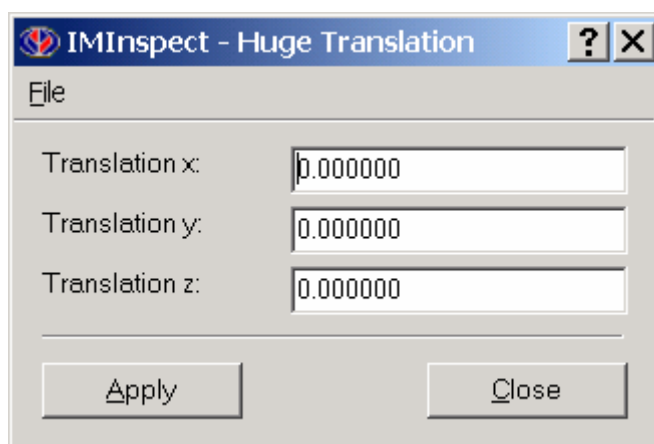 IMInspect - Huge Translation
File
Translation x: 0.000000
Translation y: 0.000000
Translation z: 0.000000
Apply Close